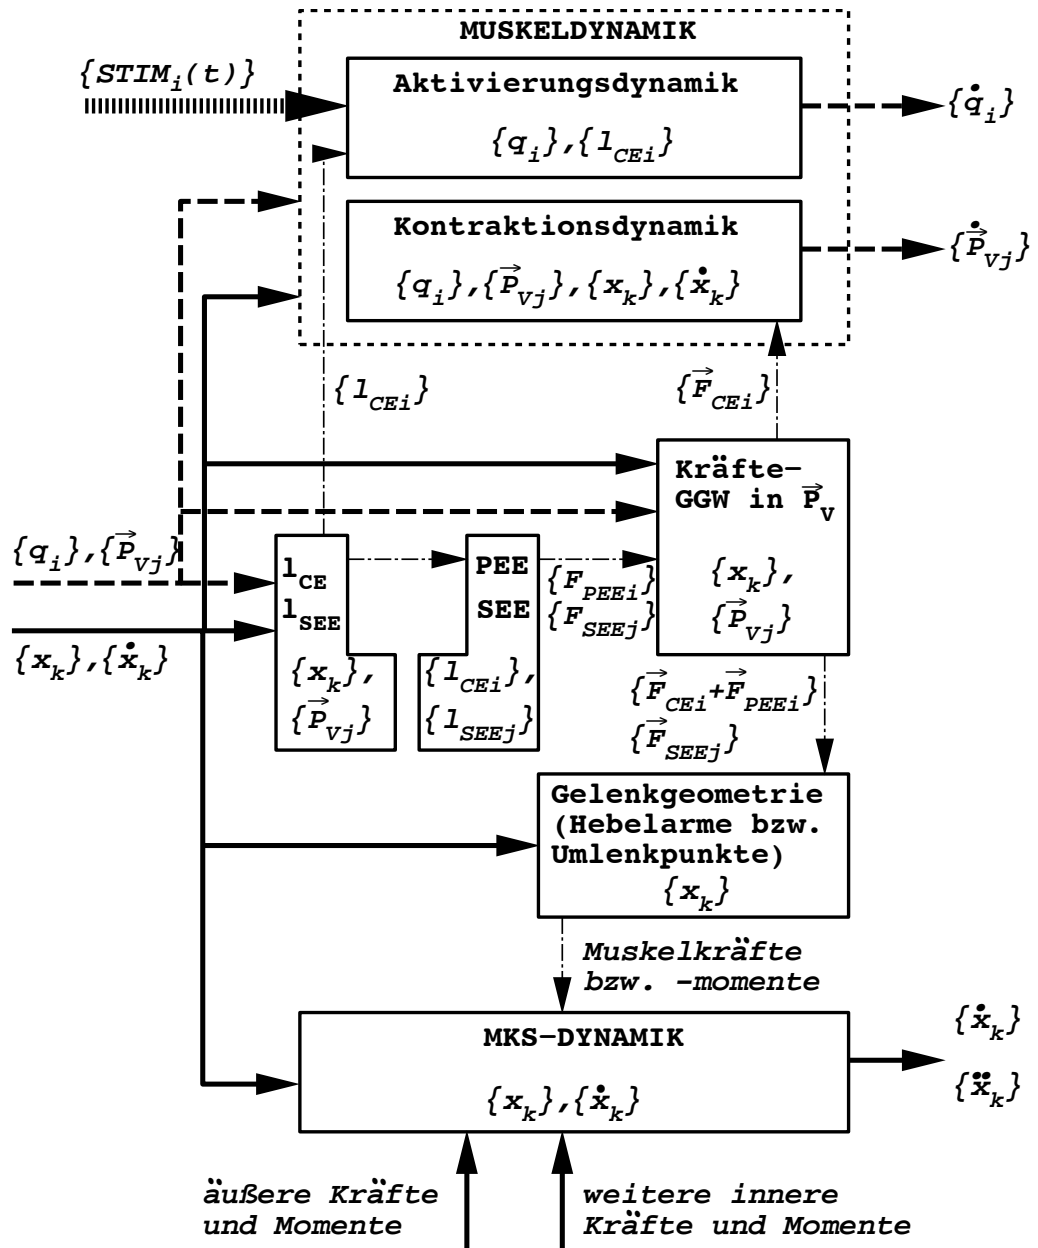 MUSKELDYNAMIK
{STIM_i(t)}
Aktivierungsdynamik
{q̇_i}
{q_i},{l_CEi}
Kontraktionsdynamik
{P⃗̇_Vj}
{q_i},{P⃗_Vj},{x_k},{ẋ_k}
{l_CEi}
{F⃗_CEi}
Kräfte-
GGW in P⃗_V
{x_k},
{P⃗_Vj}
{q_i},{P⃗_Vj}
{x_k},{ẋ_k}
l_CE
l_SEE
{x_k},
{P⃗_Vj}
PEE
SEE
{l_CEi},
{l_SEEj}
{F_PEEi}
{F_SEEj}
{F⃗_CEi+F⃗_PEEi}
{F⃗_SEEj}
Gelenkgeometrie
(Hebelarme bzw.
Umlenkpunkte)
{x_k}
Muskelkräfte
bzw. -momente
MKS-DYNAMIK
{x_k},{ẋ_k}
{ẋ_k}
{ẍ_k}
äußere Kräfte
und Momente
weitere innere
Kräfte und Momente